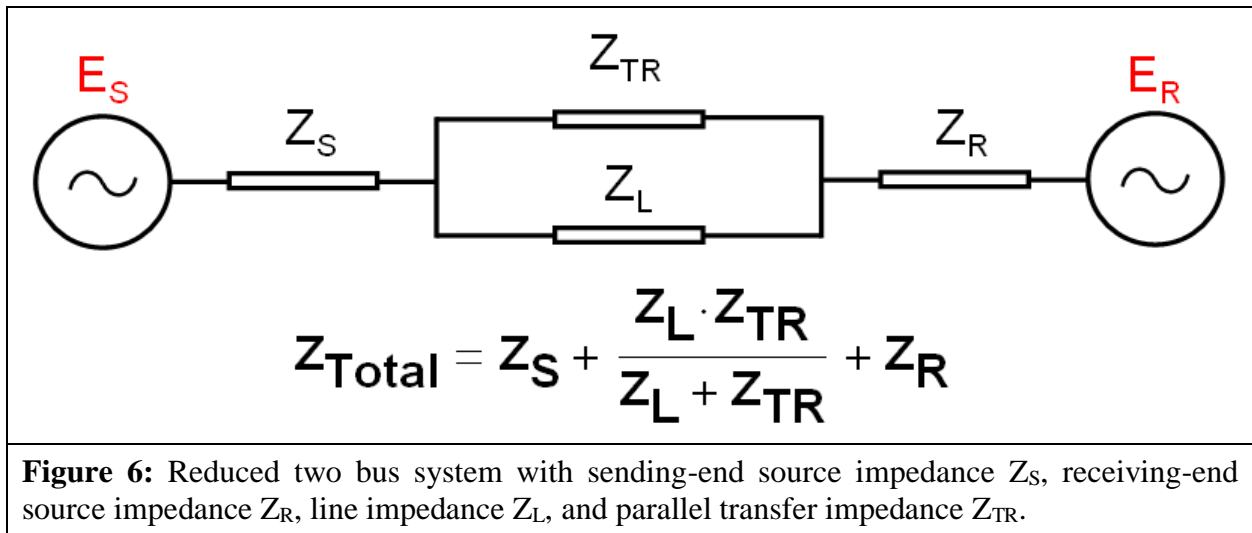 Z_TR
E_S
E_R
Z_S
Z_R
Z_L
Z_Total = Z_S + (Z_L · Z_TR) / (Z_L + Z_TR) + Z_R
Figure 6: Reduced two bus system with sending-end source impedance Z_S, receiving-end
source impedance Z_R, line impedance Z_L, and parallel transfer impedance Z_TR.